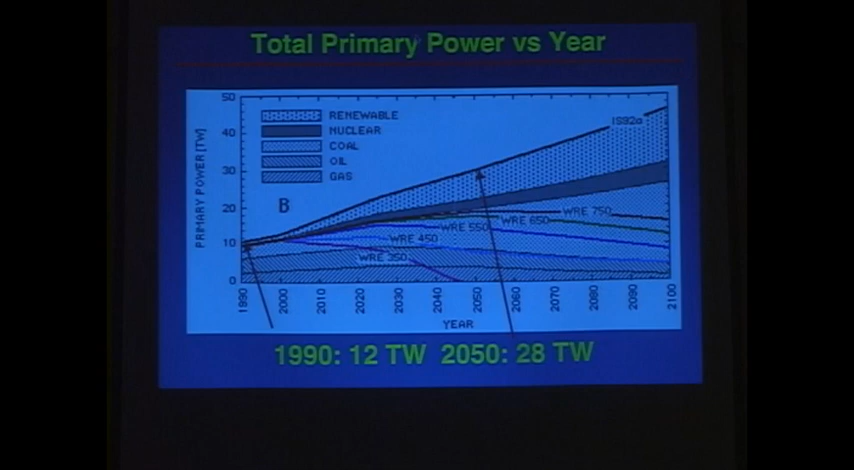 Total Primary Power vs Year
50
40
30
20
10
0
PRIMARY POWER [TW]
RENEWABLE
NUCLEAR
COAL
OIL
GAS
B
IS92a
WRE 750
WRE 650
WRE 550
WRE 450
WRE 350
1990 2000 2010 2020 2030 2040 2050 2060 2070 2080 2090 2100
YEAR
1990: 12 TW 2050: 28 TW